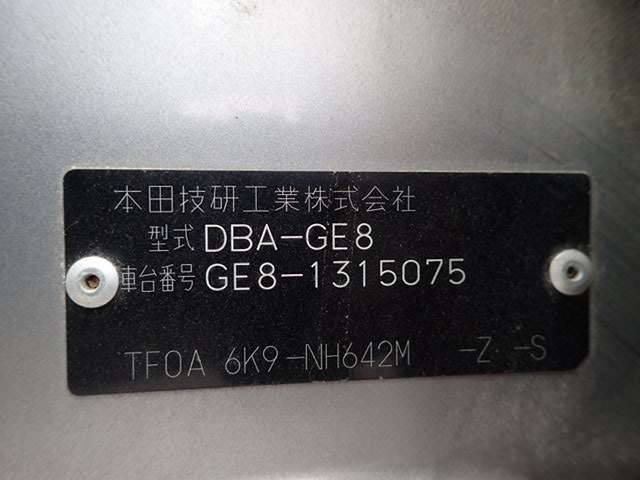 本田技研工業株式会社
型式 DBA-GE8
車台番号 GE8-1315075
TF0A 6K9-NH642M -Z -S